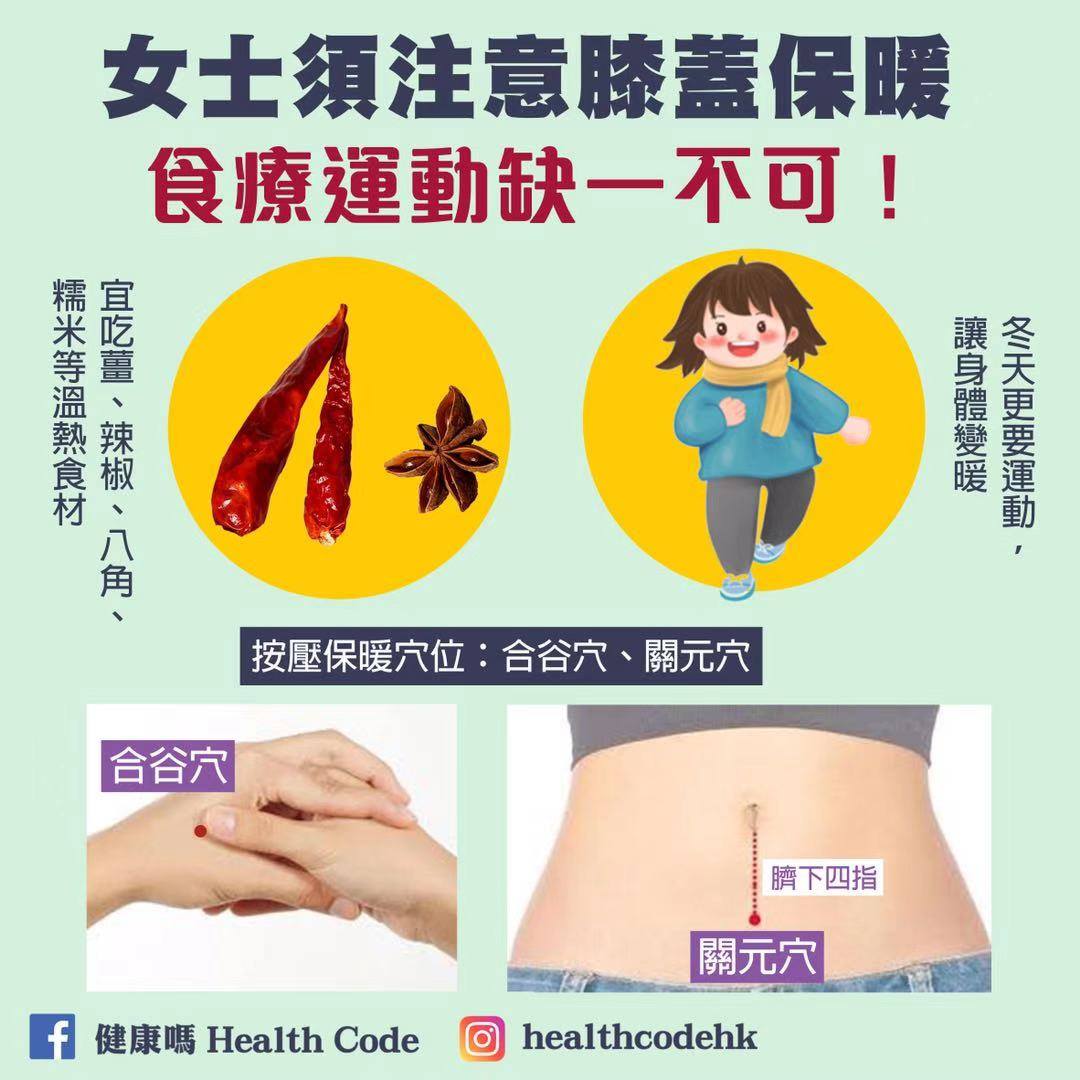 女士須注意膝蓋保暖
食療運動缺一不可！
宜吃薑、辣椒、八角、
糯米等溫熱食材
冬天更要運動，
讓身體變暖
按壓保暖穴位：合谷穴、關元穴
合谷穴
臍下四指
關元穴
健康嗎 Health Code
healthcodehk